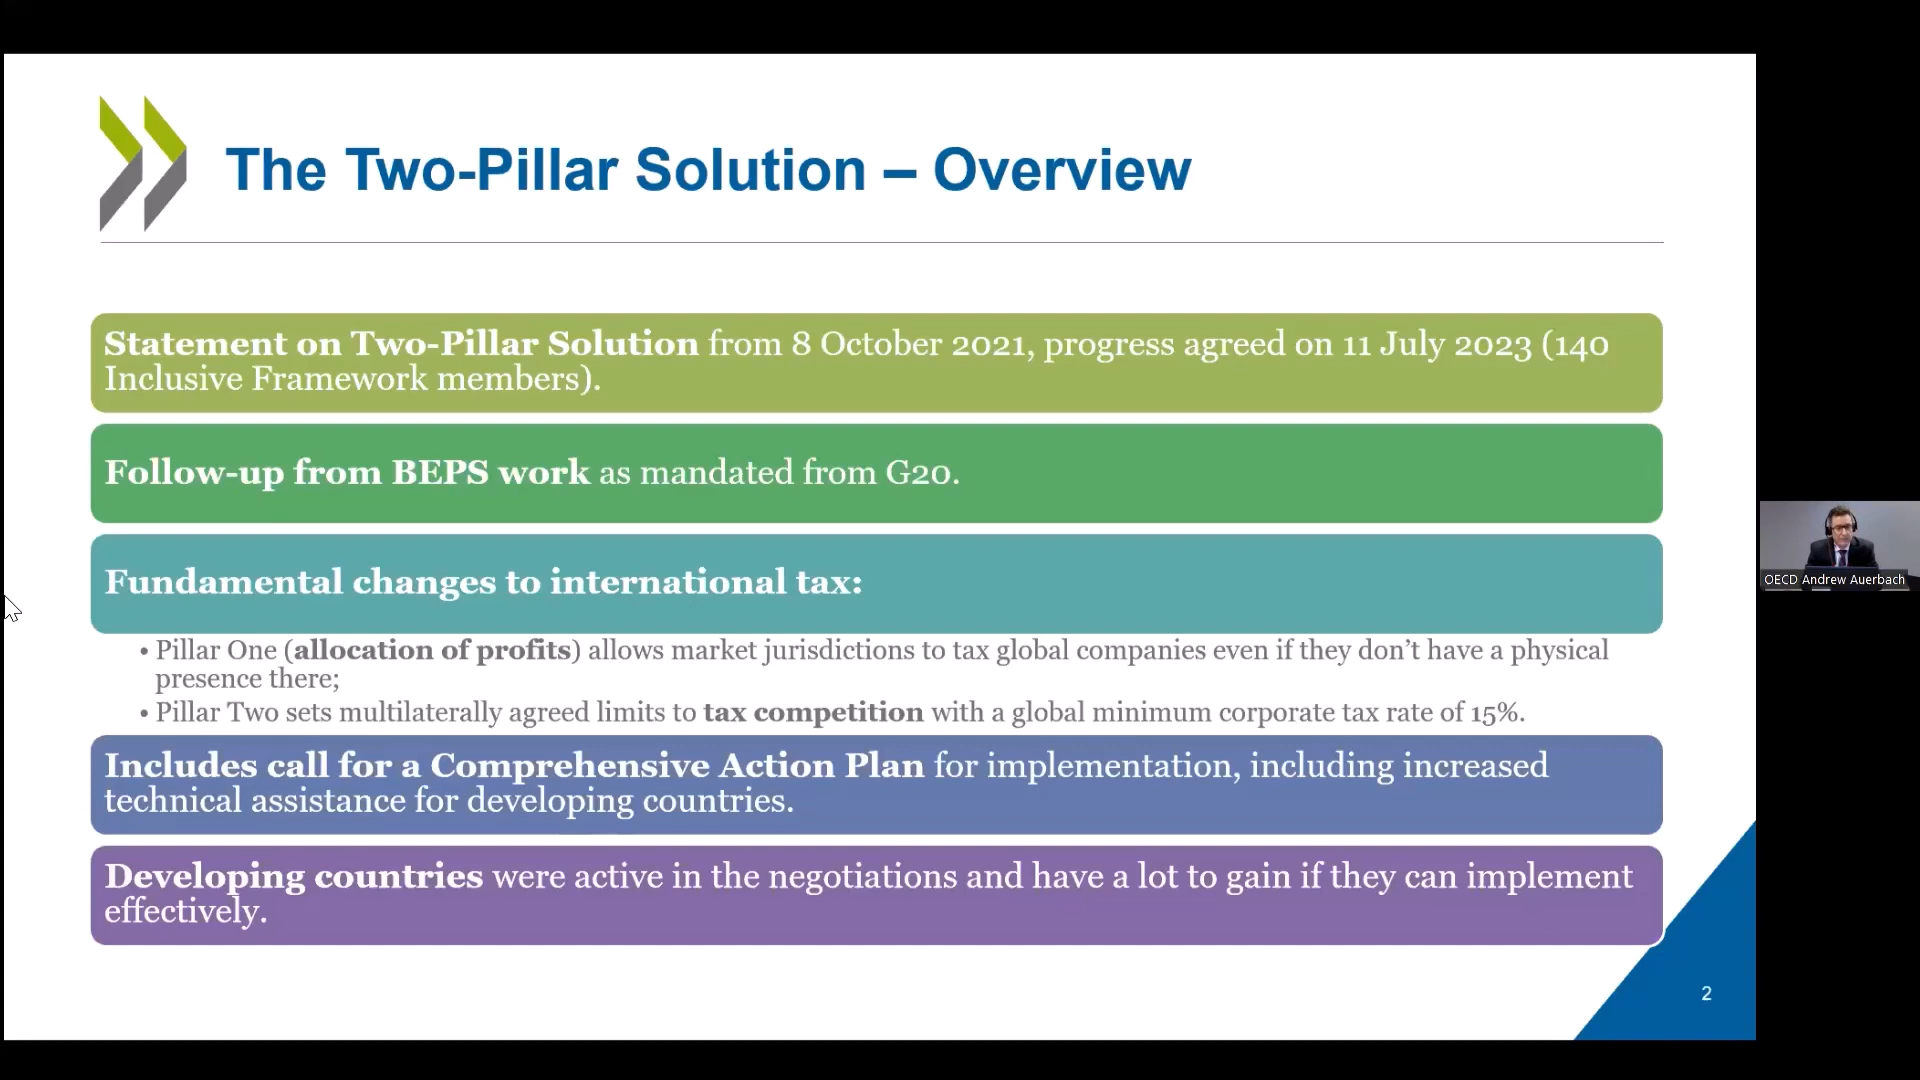 The Two-Pillar Solution – Overview
Statement on Two-Pillar Solution from 8 October 2021, progress agreed on 11 July 2023 (140
Inclusive Framework members).
Follow-up from BEPS work as mandated from G20.
Fundamental changes to international tax:
• Pillar One (allocation of profits) allows market jurisdictions to tax global companies even if they don’t have a physical
presence there;
• Pillar Two sets multilaterally agreed limits to tax competition with a global minimum corporate tax rate of 15%.
Includes call for a Comprehensive Action Plan for implementation, including increased
technical assistance for developing countries.
Developing countries were active in the negotiations and have a lot to gain if they can implement
effectively.
2
OECD Andrew Auerbach